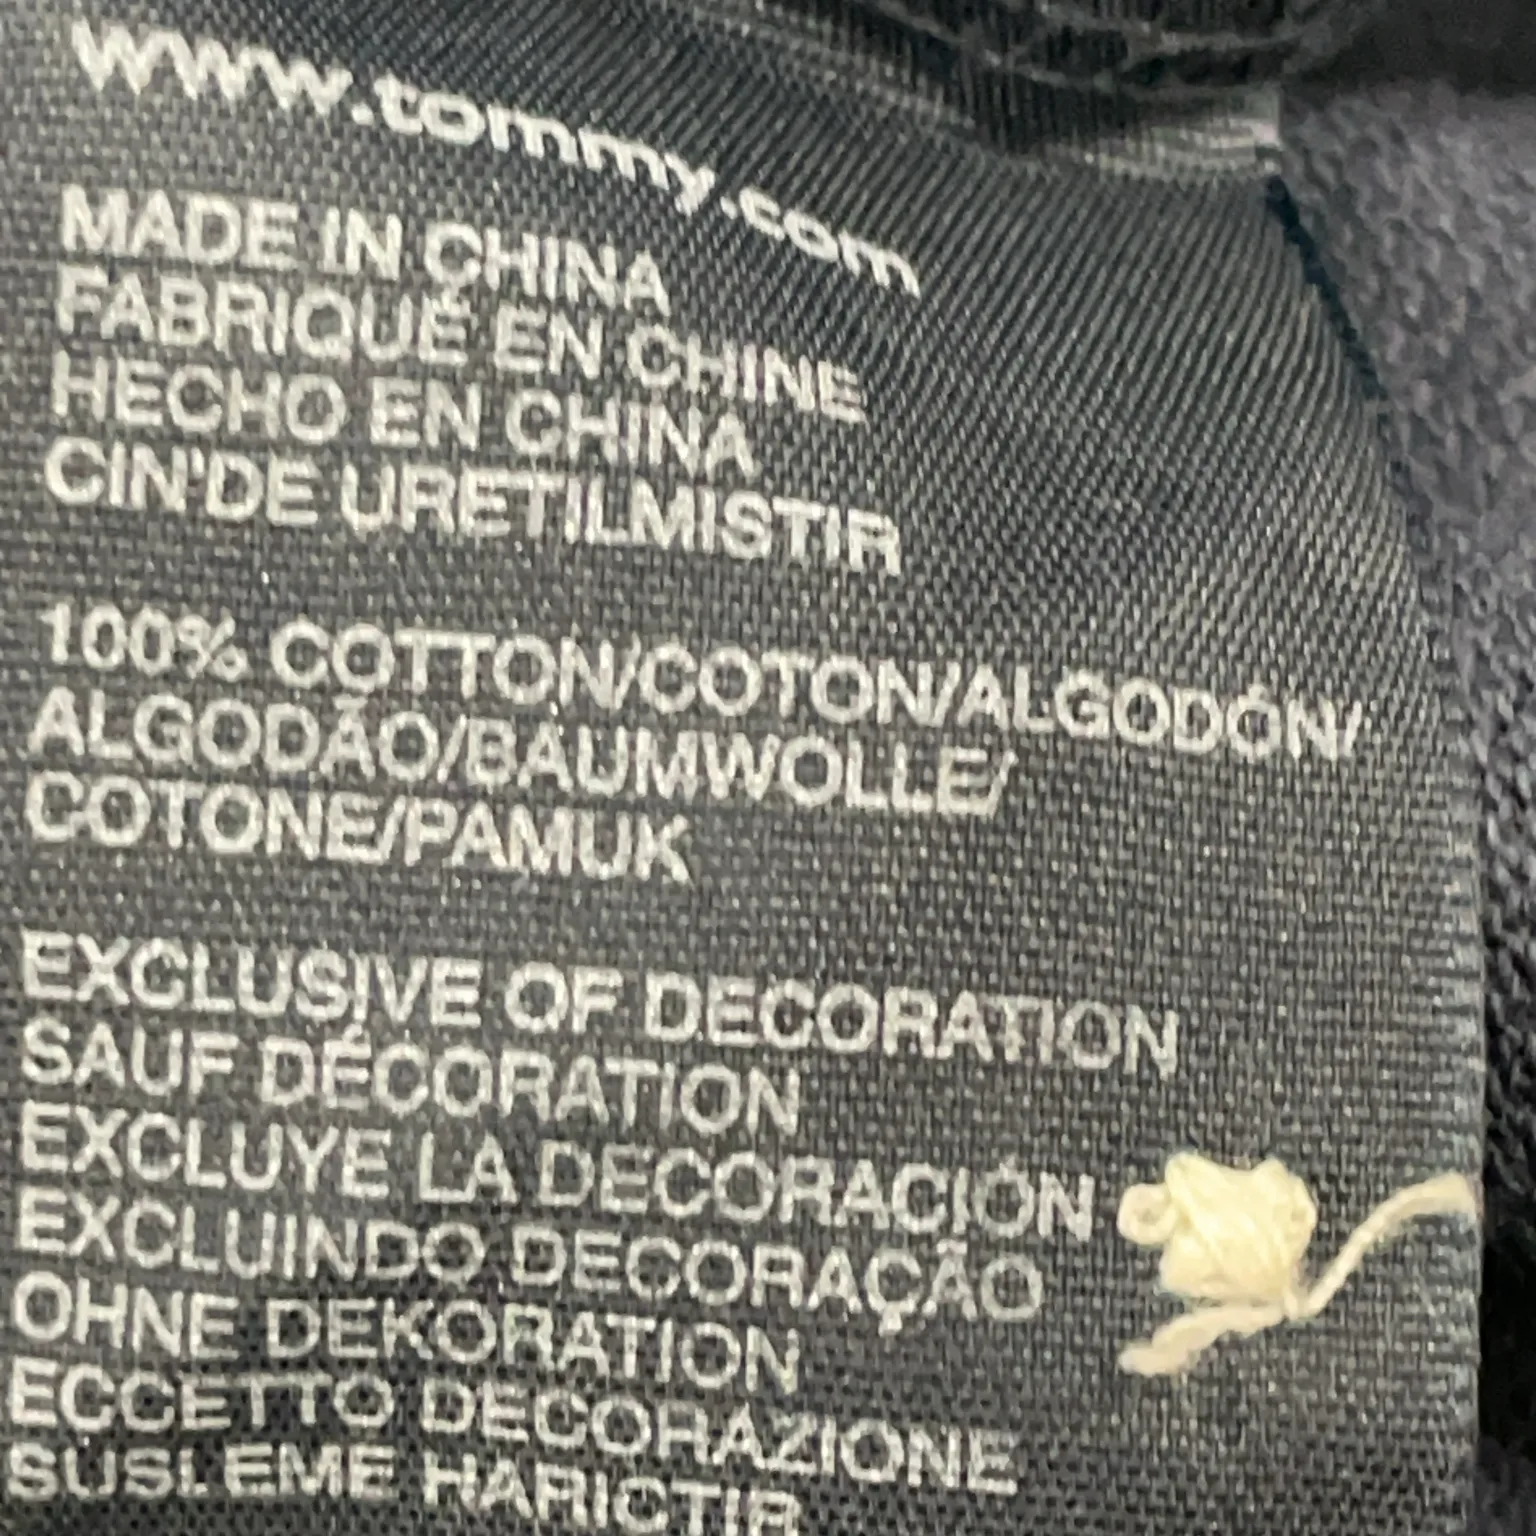 www.tommy.com
MADE IN CHINA
FABRIQUÉ EN CHINE
HECHO EN CHINA
CIN'DE URETILMISTIR
100% COTTON/COTON/ALGODÓN/
ALGODÃO/BAUMWOLLE/
COTONE/PAMUK
EXCLUSIVE OF DECORATION
SAUF DÉCORATION
EXCLUYE LA DECORACIÓN
EXCLUINDO DECORAÇÃO
OHNE DEKORATION
ECCETTO DECORAZIONE
SUSLEME HARICTIR